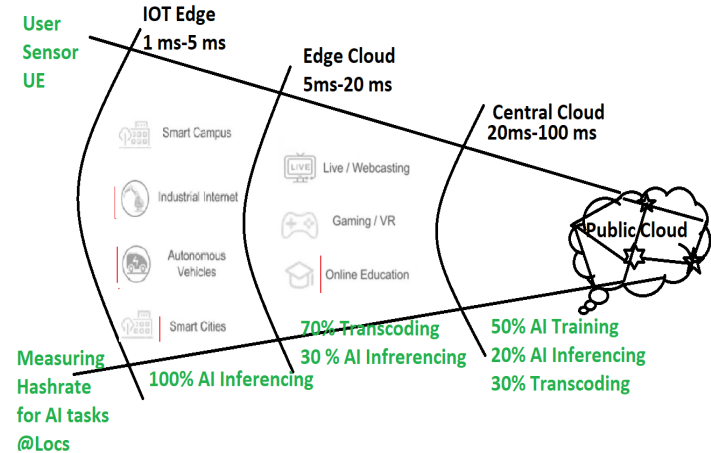 User
Sensor
UE
IOT Edge
1 ms-5 ms
Edge Cloud
5ms-20 ms
Central Cloud
20ms-100 ms
Smart Campus
Industrial Internet
Autonomous
Vehicles
Smart Cities
LIVE
Live / Webcasting
Gaming / VR
Online Education
Public Cloud
Measuring
Hashrate
for AI tasks
@Locs
100% AI Inferencing
70% Transcoding
30 % AI Infrerencing
50% AI Training
20% AI Inferencing
30% Transcoding